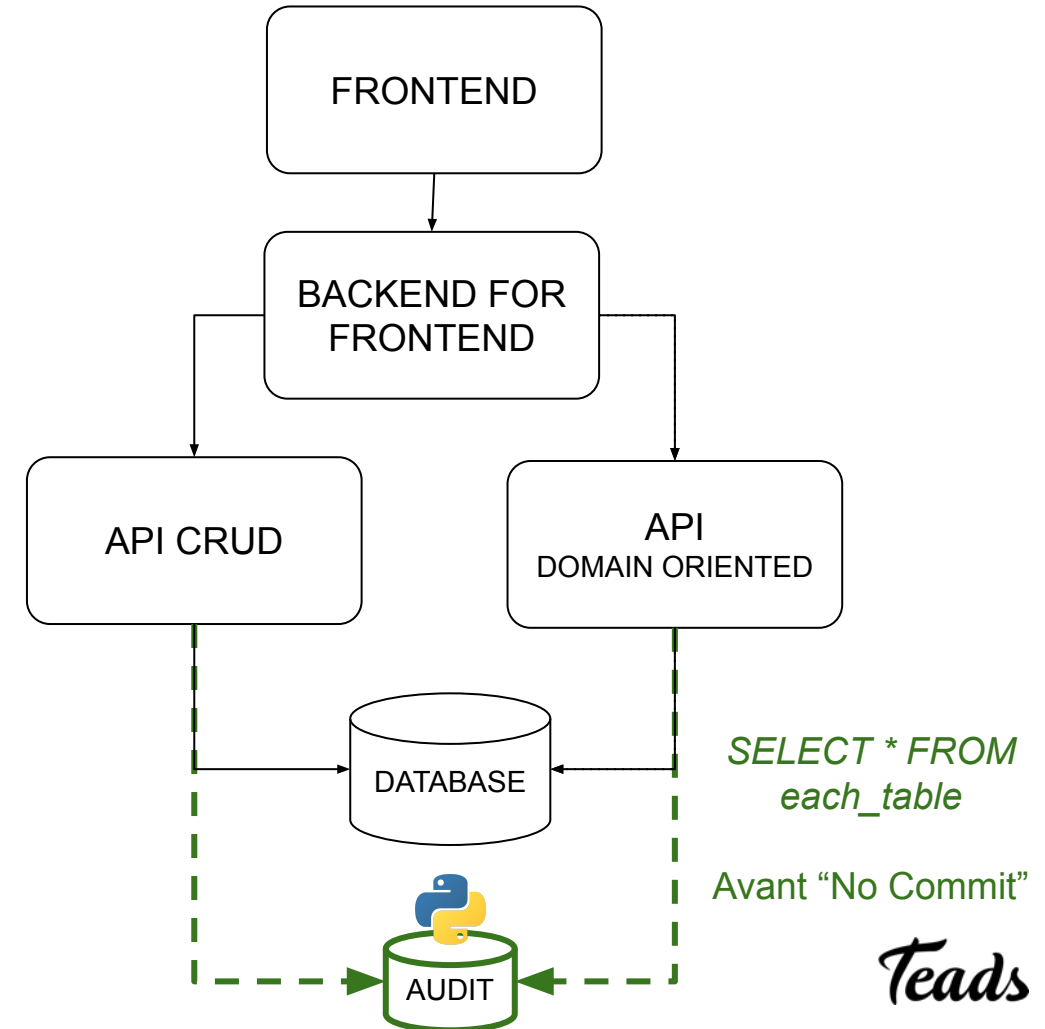 FRONTEND
BACKEND FOR
FRONTEND
API CRUD
API
DOMAIN ORIENTED
DATABASE
SELECT * FROM
each_table
Avant “No Commit”
AUDIT
Teads